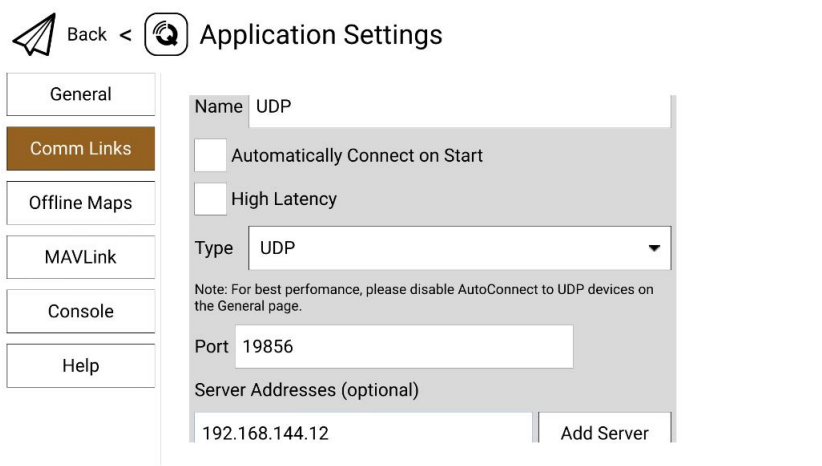 Back < Application Settings
General
Comm Links
Offline Maps
MAVLink
Console
Help
Name UDP
Automatically Connect on Start
High Latency
Type UDP
Note: For best perfomance, please disable AutoConnect to UDP devices on
the General page.
Port 19856
Server Addresses (optional)
192.168.144.12 Add Server